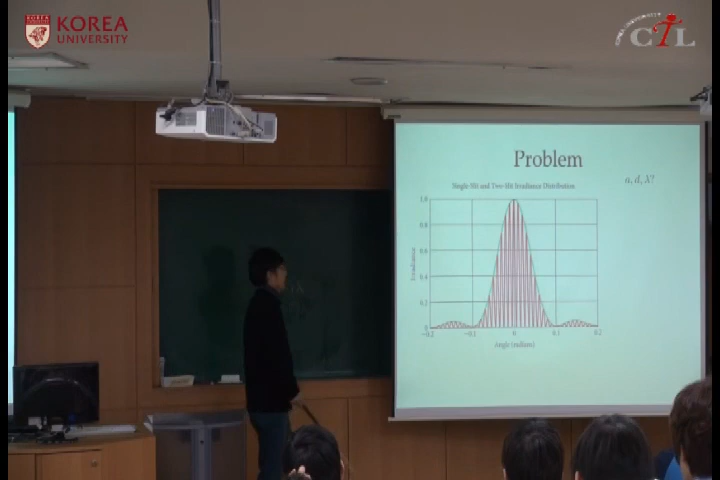 KOREA
UNIVERSITY
CTL
Problem
a, d, λ?
Single Slit and Two-Slit Irradiance Distribution
1.0
0.8
0.6
0.4
0.2
0
-0.2 -0.1 0 0.1 0.2
Irradiance
Angle (radians)